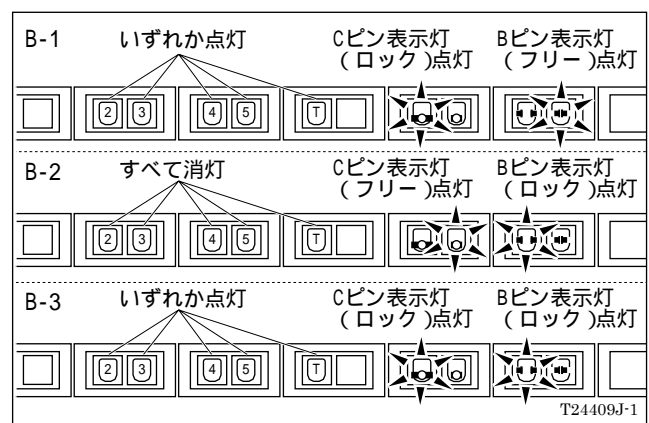 B-1 いずれか点灯 Cピン表示灯 Bピン表示灯
(ロック)点灯 (フリー)点灯
2 3 4 5 T
B-2 すべて消灯 Cピン表示灯 Bピン表示灯
(フリー)点灯 (ロック)点灯
2 3 4 5 T
B-3 いずれか点灯 Cピン表示灯 Bピン表示灯
(ロック)点灯 (ロック)点灯
2 3 4 5 T
T24409J-1